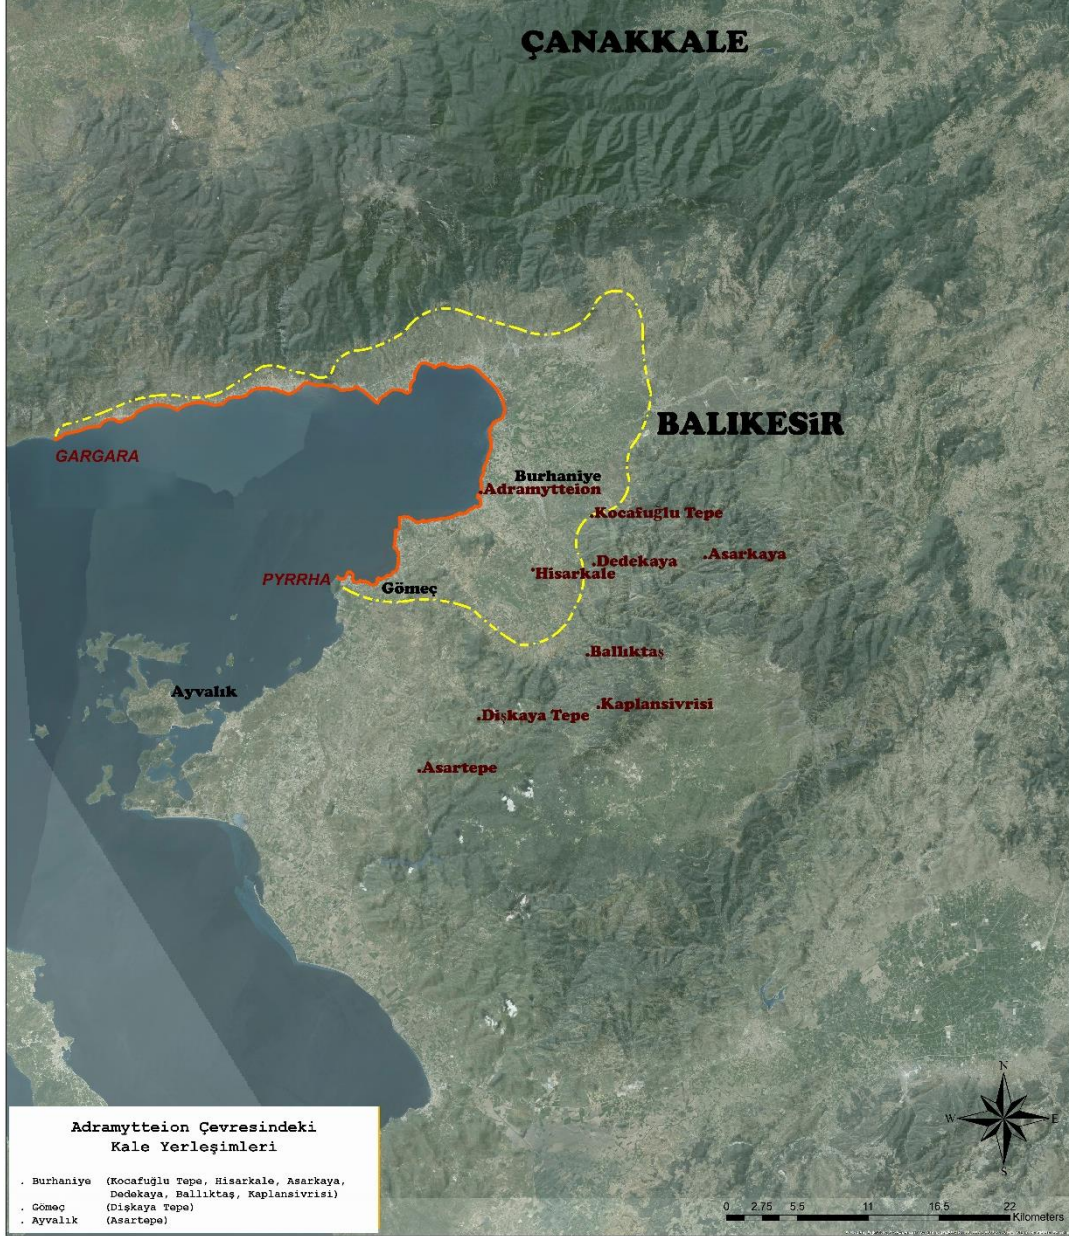 ÇANAKKALE
BALIKESiR
GARGARA
Burhaniye
.Adramytteion
.Kocafuğlu Tepe
.Asarkaya
.Dedekaya
.Hisarkale
PYRRHA
Gömeç
.Ballıktaş
Ayvalık
.Kaplansivrisi
.Dişkaya Tepe
.Asartepe
N
W E
S
Adramytteion Çevresindeki
Kale Yerleşimleri
. Burhaniye (Kocafuğlu Tepe, Hisarkale, Asarkaya,
Dedekaya, Ballıktaş, Kaplansivrisi)
. Gömeç (Dişkaya Tepe)
. Ayvalık (Asartepe)
0 2.75 5.5 11 16.5 22
Kilometers